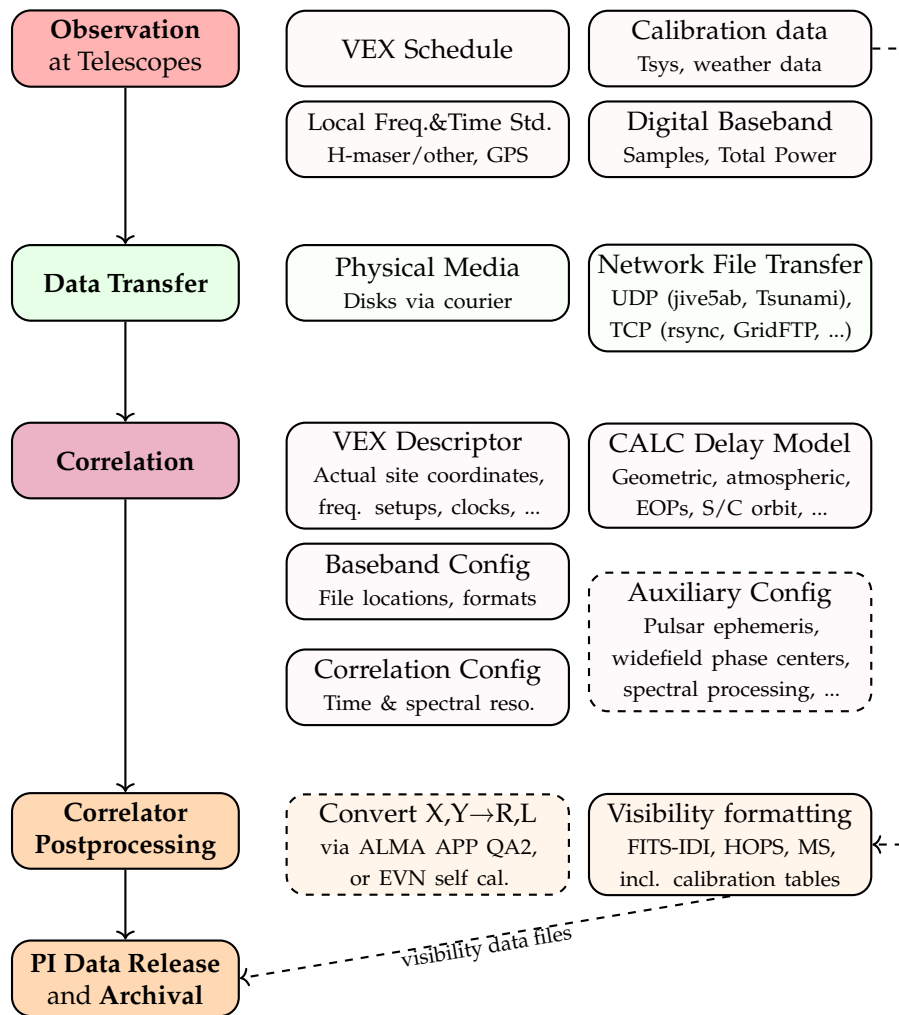 Observation
at Telescopes
VEX Schedule
Calibration data
Tsys, weather data
Local Freq.&Time Std.
H-maser/other, GPS
Digital Baseband
Samples, Total Power
Data Transfer
Physical Media
Disks via courier
Network File Transfer
UDP (jive5ab, Tsunami),
TCP (rsync, GridFTP, ...)
Correlation
VEX Descriptor
Actual site coordinates,
freq. setups, clocks, ...
CALC Delay Model
Geometric, atmospheric,
EOPs, S/C orbit, ...
Baseband Config
File locations, formats
Auxiliary Config
Pulsar ephemeris,
widefield phase centers,
spectral processing, ...
Correlation Config
Time & spectral reso.
Correlator
Postprocessing
Convert X,Y→R,L
via ALMA APP QA2,
or EVN self cal.
Visibility formatting
FITS-IDI, HOPS, MS,
incl. calibration tables
visibility data files
PI Data Release
and Archival